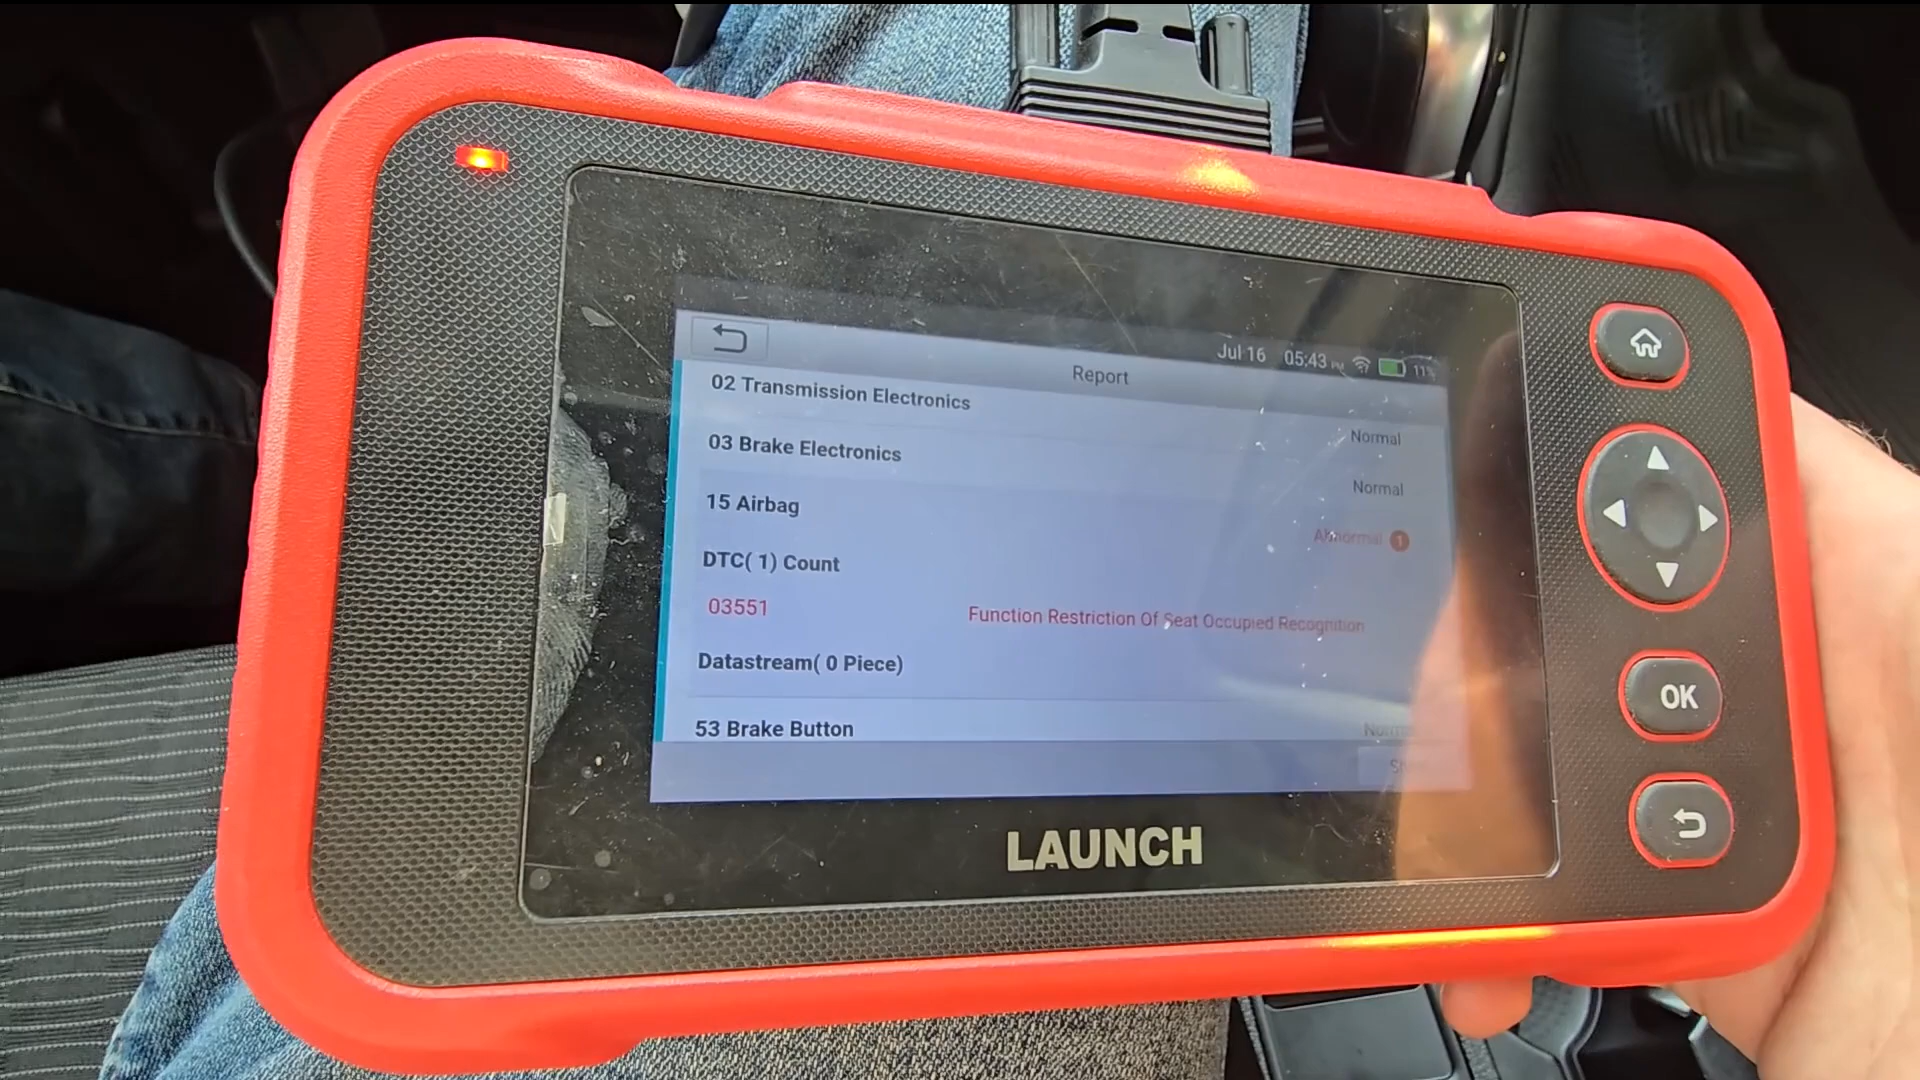 Jul 16 05:43 PM 11%
Report
02 Transmission Electronics
Normal
03 Brake Electronics
Normal
15 Airbag
Abnormal 1
DTC( 1) Count
03551 Function Restriction Of Seat Occupied Recognition
Datastream( 0 Piece)
53 Brake Button
Normal
OK
LAUNCH